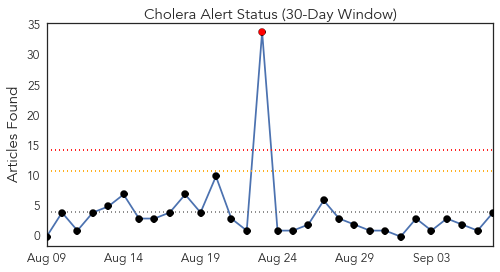 Cholera Alert Status (30-Day Window)
Articles Found
35
30
25
20
15
10
5
0
Aug 09 Aug 14 Aug 19 Aug 24 Aug 29 Sep 03